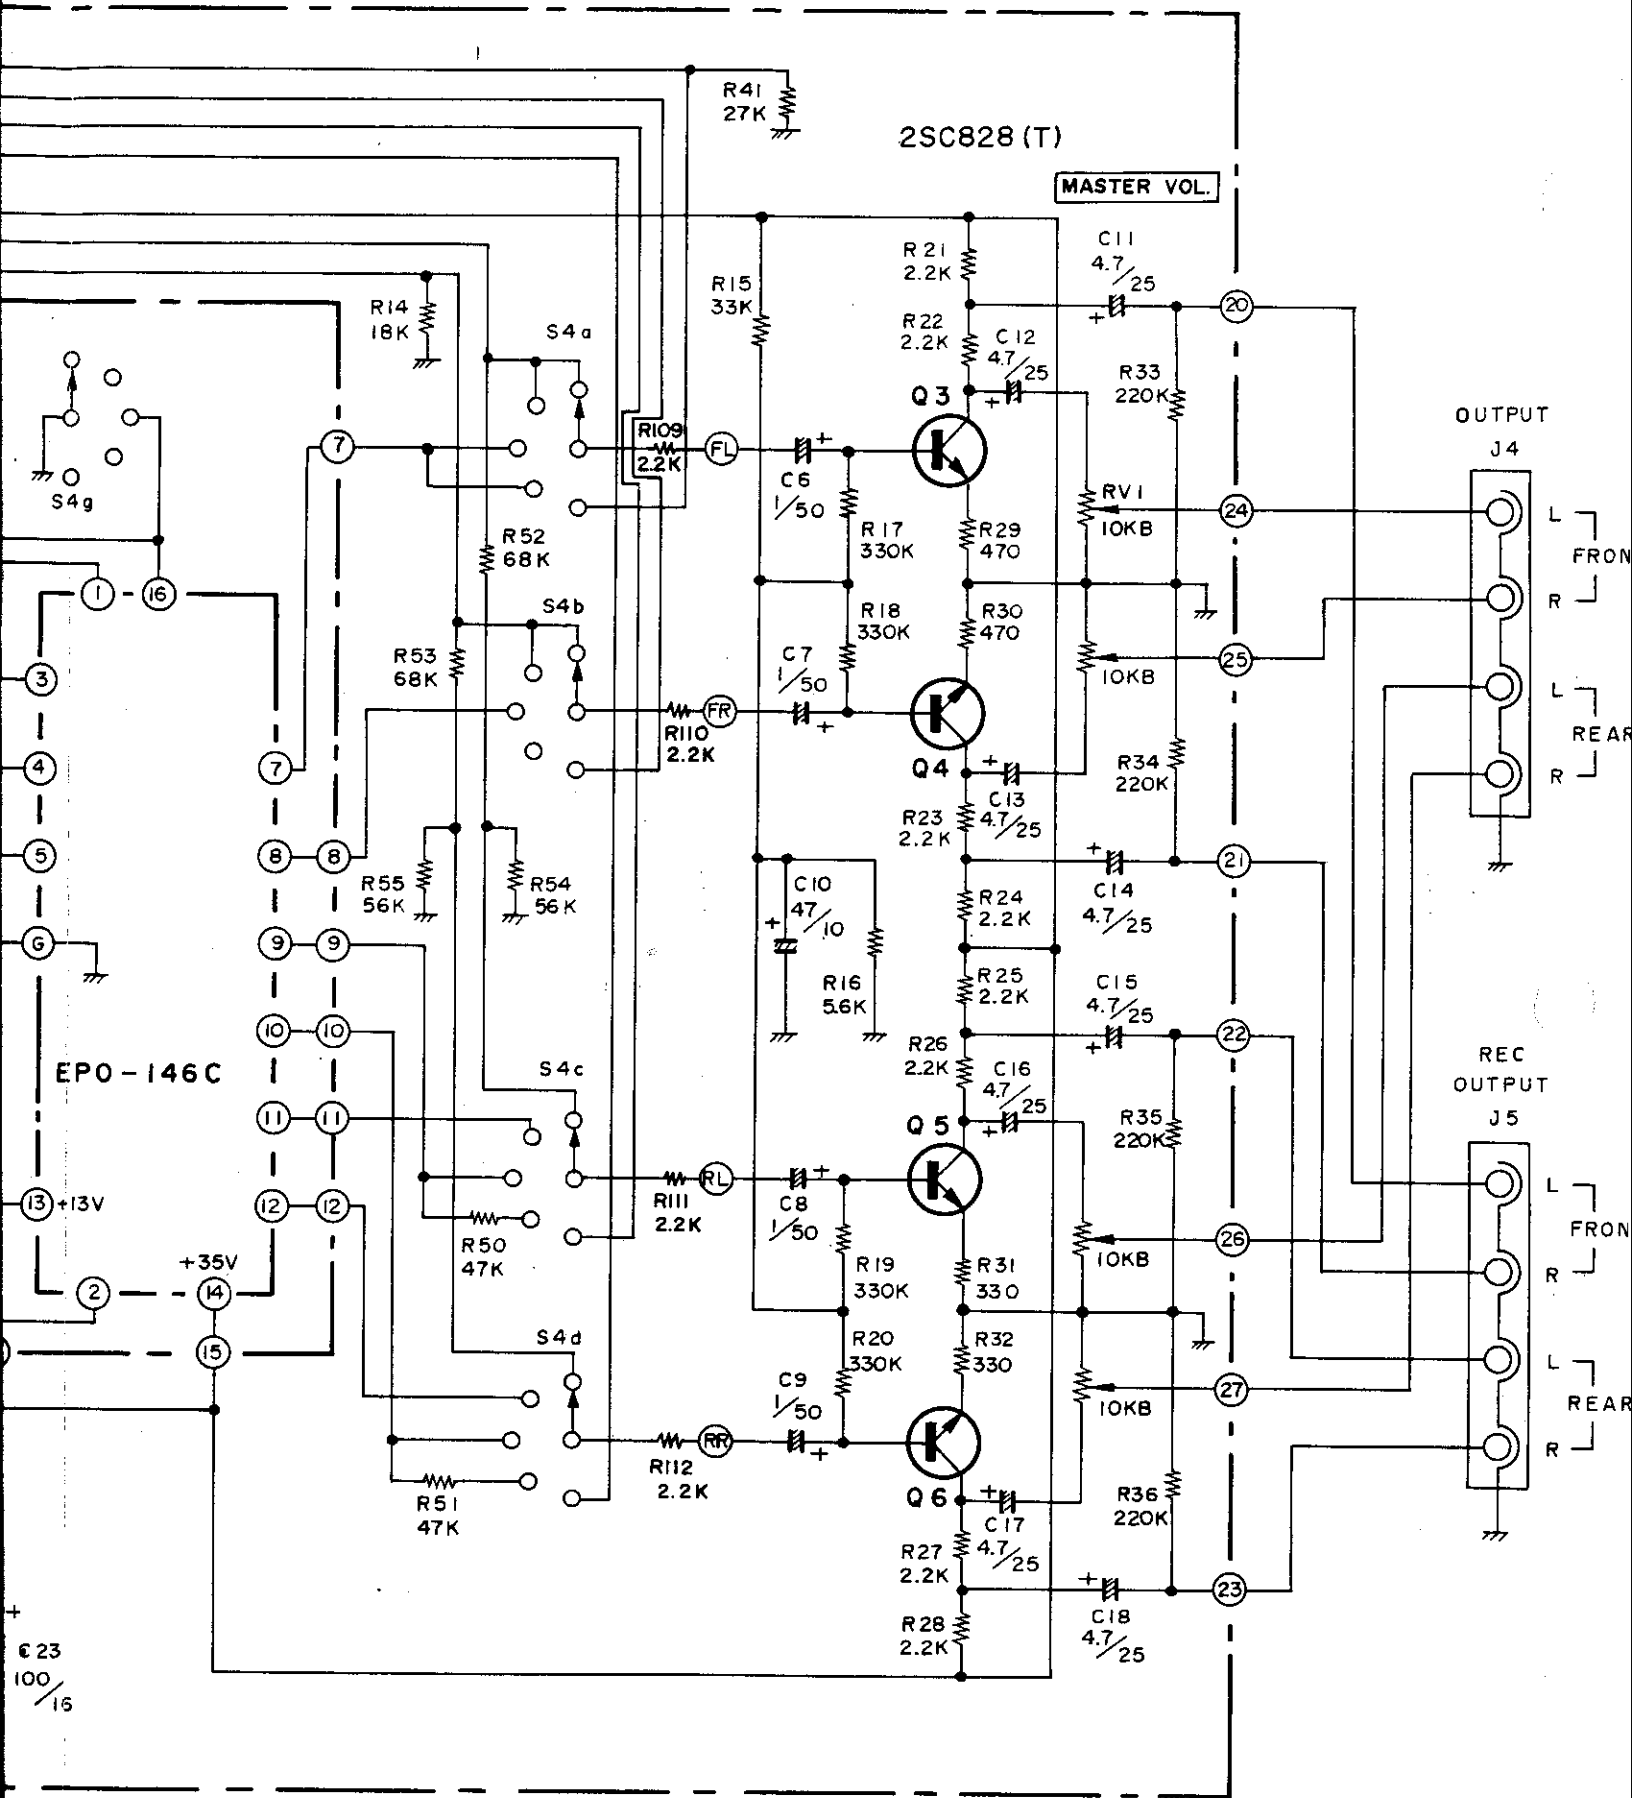 R41
27K
2SC828(T)
MASTER VOL.
R21
2.2K
C11
4.7/25
R15
33K
R14
18K
S4a
R22
2.2K
C12
4.7/25
20
R33
220K
Q3
OUTPUT
J4
7
R109
2.2K
FL
C6
1/50
S4g
R17
330K
R29
470
RV1
10KB
24
L
FRON
R
R52
68K
1
16
S4b
R18
330K
R30
470
R53
68K
C7
1/50
25
10KB
3
FR
R110
2.2K
L
REAR
R
4
7
Q4
R34
220K
C13
4.7/25
R23
2.2K
5
8
8
21
R55
56K
R54
56K
C10
47/10
R24
2.2K
C14
4.7/25
G
9
9
R16
5.6K
R25
2.2K
C15
4.7/25
10
10
22
EPO-146C
S4c
R26
2.2K
C16
4.7/25
REC
OUTPUT
J5
11
11
Q5
R35
220K
13
+13V
12
12
RL
R111
2.2K
C8
1/50
L
FRON
R
R50
47K
26
10KB
+35V
R19
330K
R31
330
2
14
15
S4d
R20
330K
R32
330
C9
1/50
27
10KB
L
REAR
R
RR
R112
2.2K
R51
47K
Q6
C17
4.7/25
R36
220K
R27
2.2K
23
R28
2.2K
C18
4.7/25
+
C23
100/16